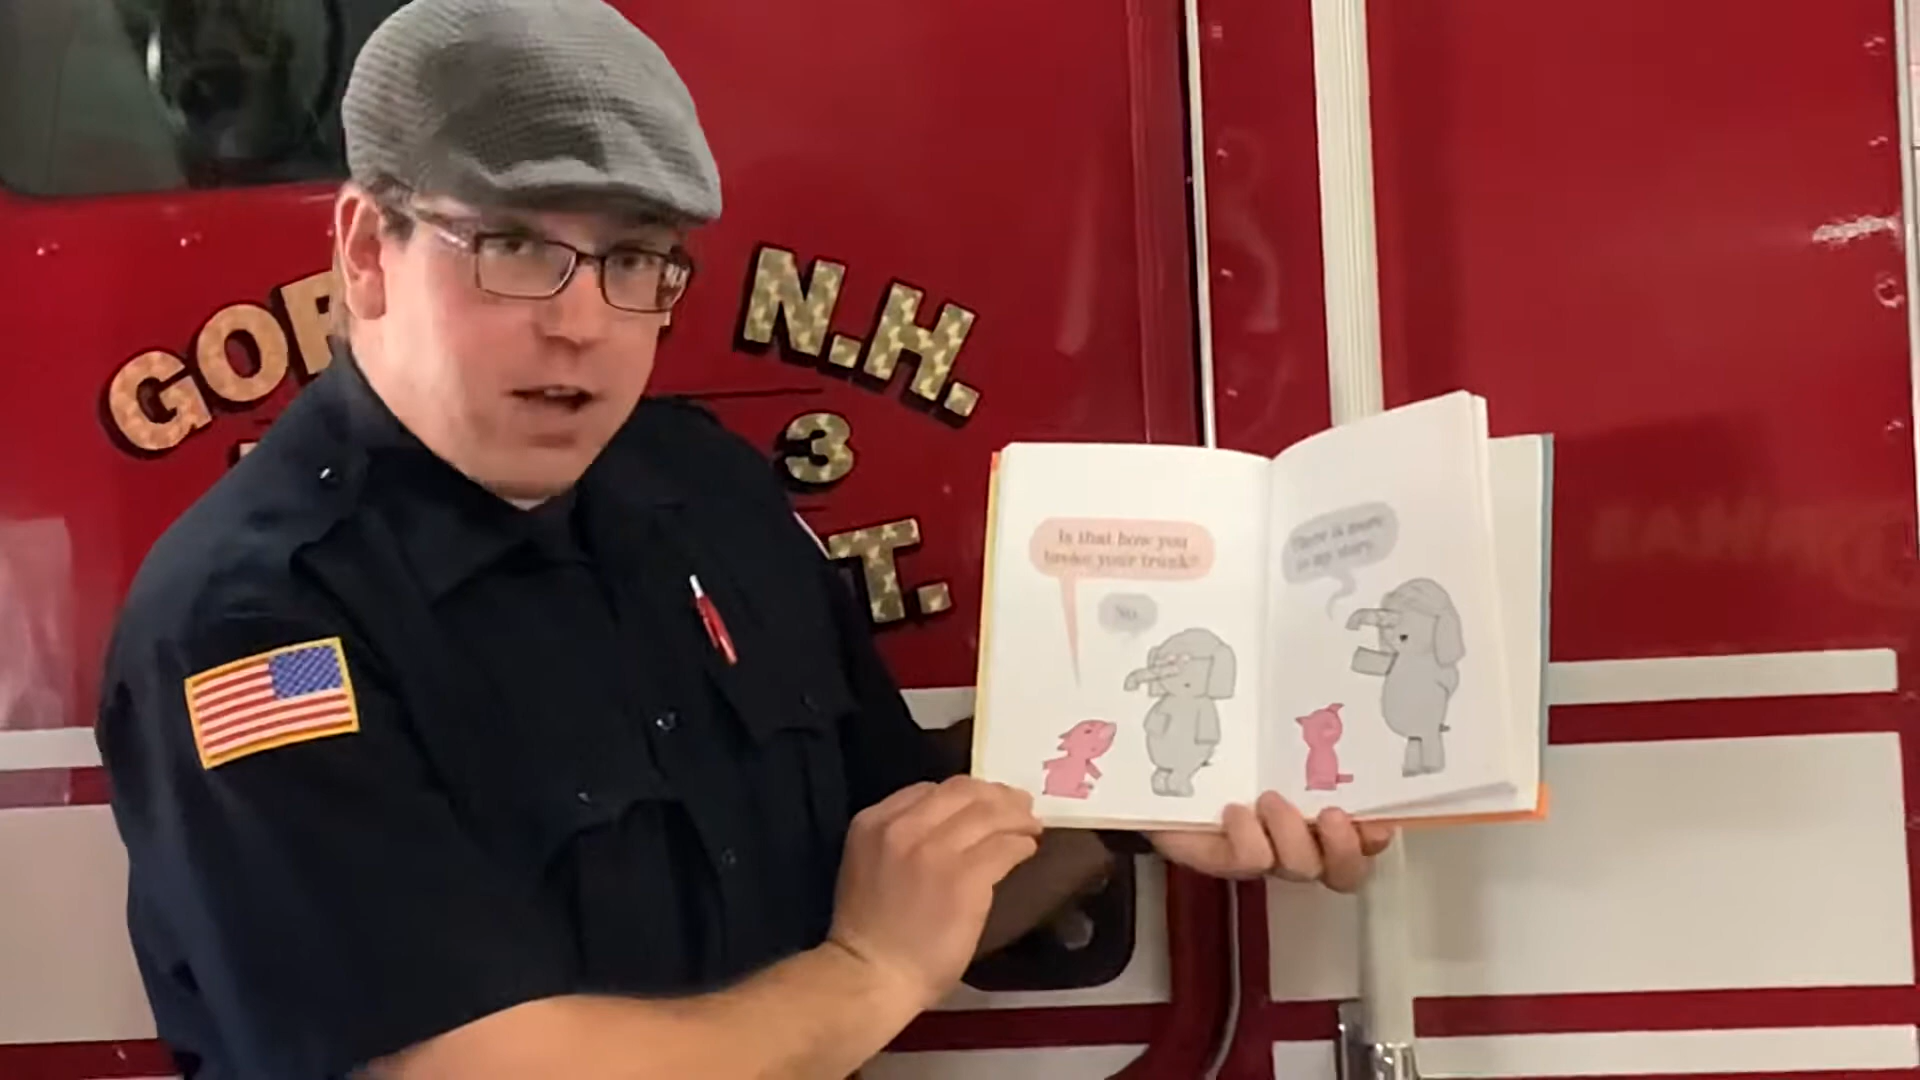 GOR
N.H.
3
T.
Is that how you
broke your trunk?
No.
There is more
to my story.